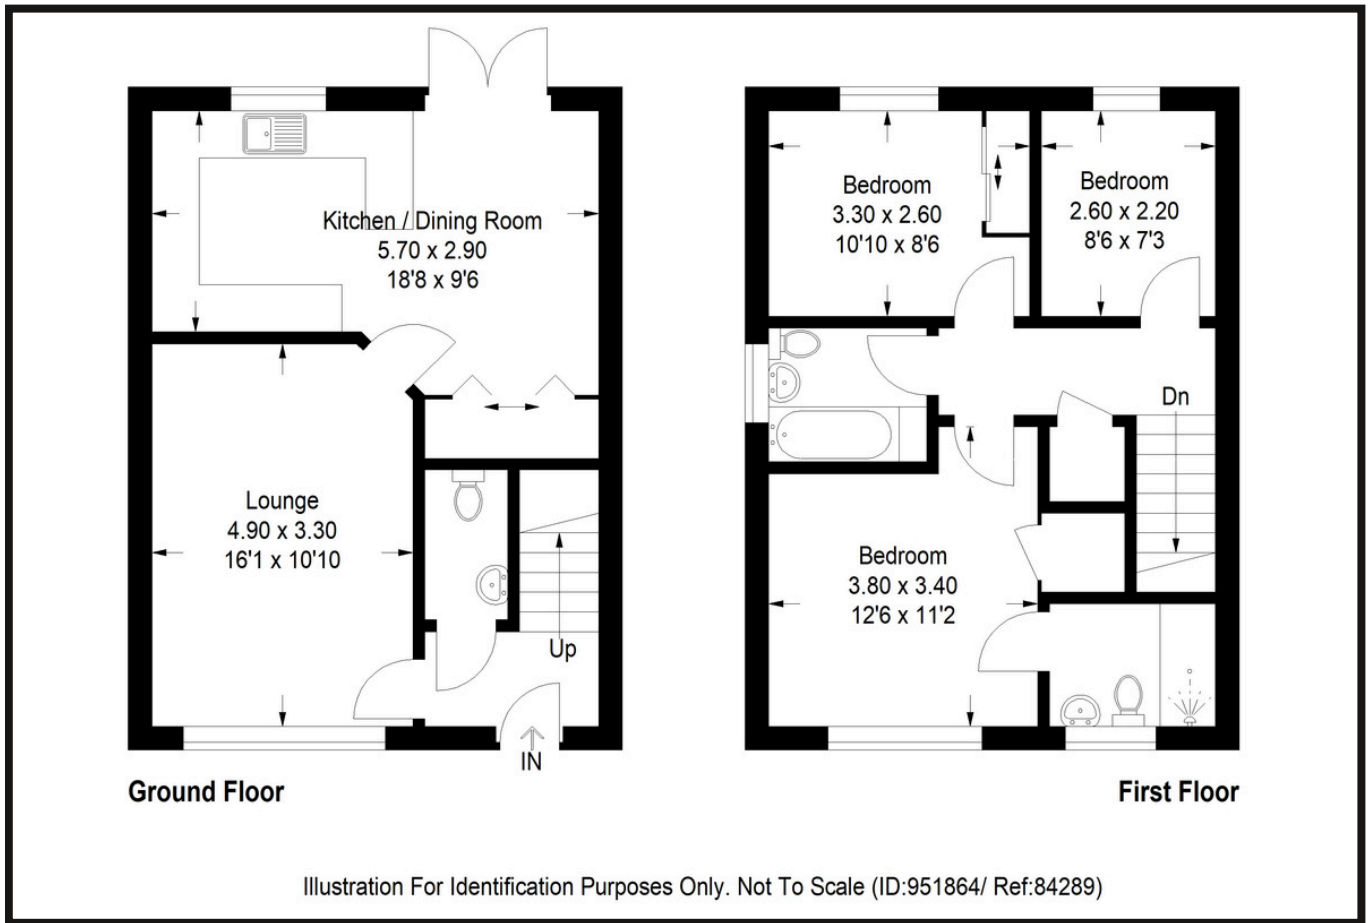 Kitchen / Dining Room
5.70 x 2.90
18'8 x 9'6
Lounge
4.90 x 3.30
16'1 x 10'10
Up
IN
Ground Floor
Bedroom
3.30 x 2.60
10'10 x 8'6
Bedroom
2.60 x 2.20
8'6 x 7'3
Dn
Bedroom
3.80 x 3.40
12'6 x 11'2
First Floor
Illustration For Identification Purposes Only. Not To Scale (ID:951864/ Ref:84289)